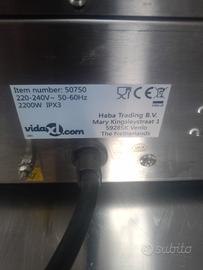 Item number: 50750
220-240V~ 50-60Hz
2200W IPX3
vidaXL.com
Haba Trading B.V.
Mary Kingsleystraat 1
5928SK Venlo
The Netherlands
subito